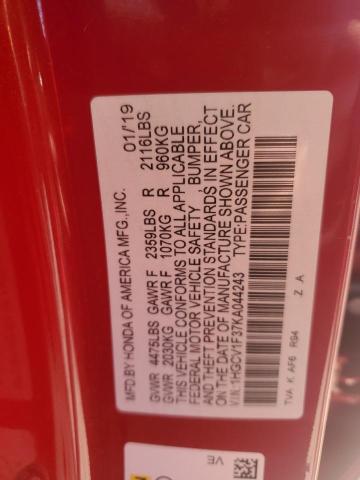 MFD.BY HONDA OF AMERICA MFG.,INC. 01/'19
GVWR 4475LBS GAWR F 2359LBS R 2116LBS
GVWR 2030KG GAWR F 1070KG R 960KG
THIS VEHICLE CONFORMS TO ALL APPLICABLE
FEDERAL MOTOR VEHICLE SAFETY, BUMPER,
AND THEFT PREVENTION STANDARDS IN EFFECT
ON THE DATE OF MANUFACTURE SHOWN ABOVE.
V.I.N.:1HGCV1F37KA044243 TYPE:PASSENGER CAR
TVA K AF6 R94 Z A